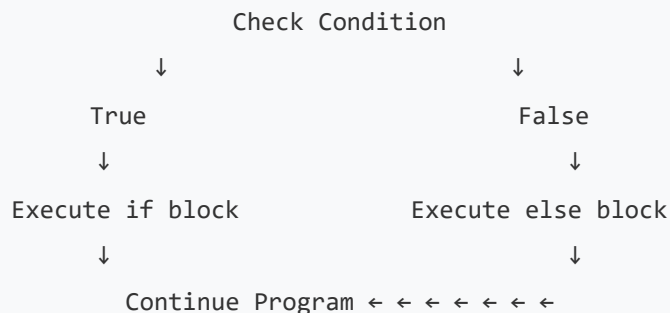 Check Condition
↓ ↓
True False
↓ ↓
Execute if block Execute else block
↓ ↓
Continue Program ← ← ← ← ← ← ←